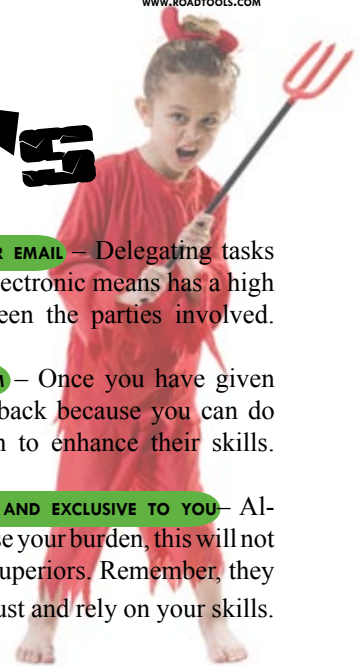 WWW.ROADTOOLS.COM
'S
R EMAIL – Delegating tasks
ectronic means has a high
een the parties involved.
– Once you have given
back because you can do
n to enhance their skills.
AND EXCLUSIVE TO YOU– Al-
se your burden, this will not
uperiors. Remember, they
ust and rely on your skills.